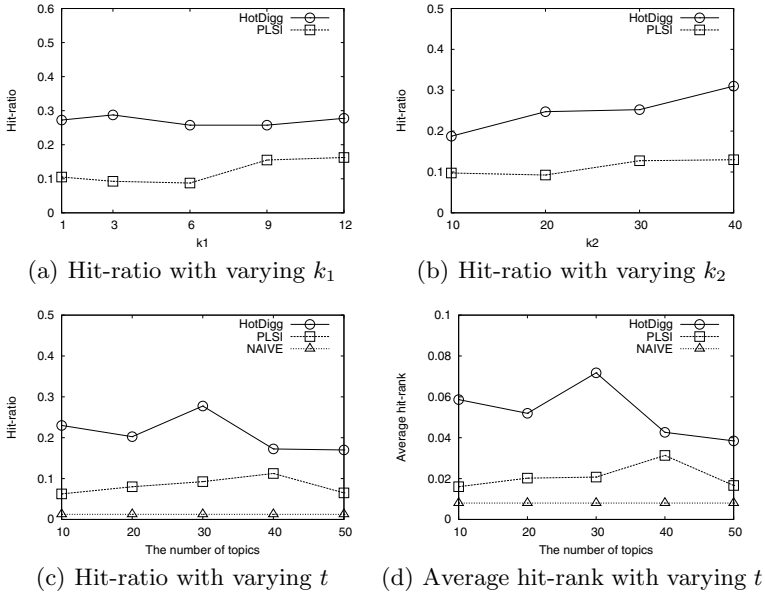 0.6
0.5
0.4
0.3
0.2
0.1
0
Hit-ratio
HotDigg
PLSI
1 3 6 9 12
k1
(a) Hit-ratio with varying k1
0.5
0.4
0.3
0.2
0.1
0
Hit-ratio
HotDigg
PLSI
10 20 30 40
k2
(b) Hit-ratio with varying k2
0.5
0.4
0.3
0.2
0.1
0
Hit-ratio
HotDigg
PLSI
NAIVE
10 20 30 40 50
The number of topics
(c) Hit-ratio with varying t
0.1
0.08
0.06
0.04
0.02
0
Average hit-rank
HotDigg
PLSI
NAIVE
10 20 30 40 50
The number of topics
(d) Average hit-rank with varying t